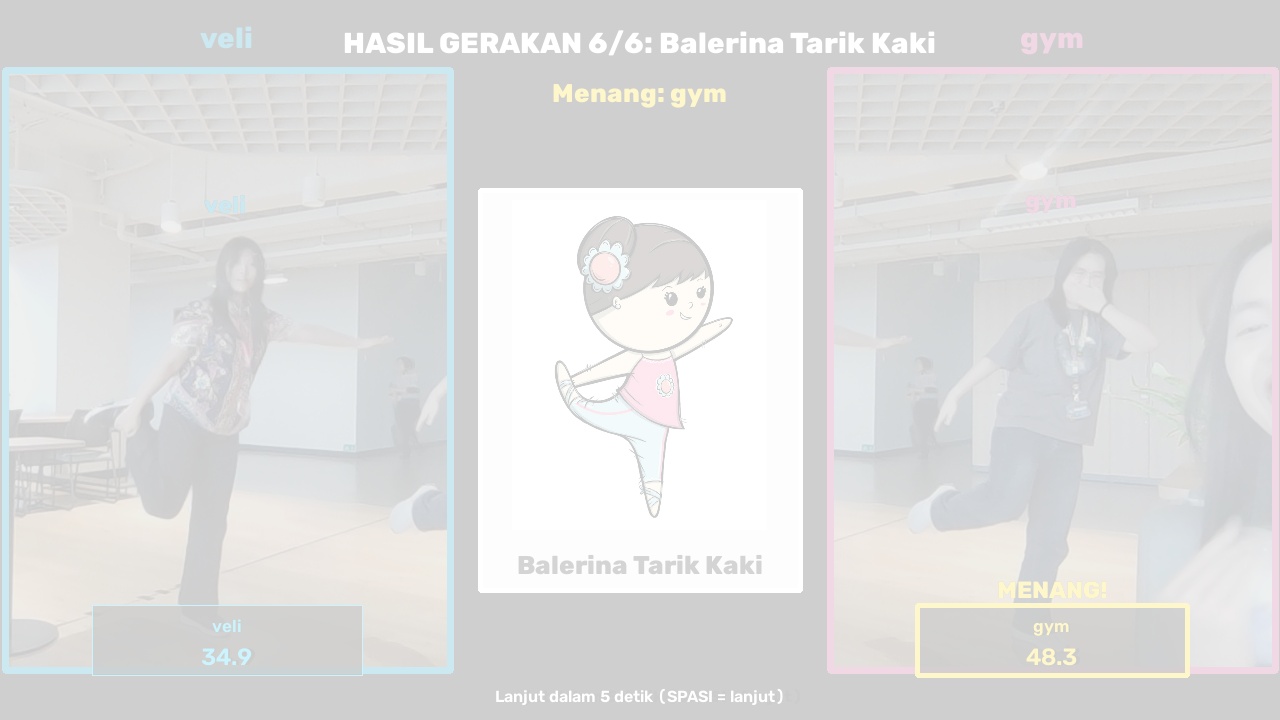 veli
HASIL GERAKAN 6/6: Balerina Tarik Kaki
gym
Menang: gym
veli
gym
Balerina Tarik Kaki
MENANG!
veli
34.9
gym
48.3
Lanjut dalam 5 detik (SPASI = lanjut)